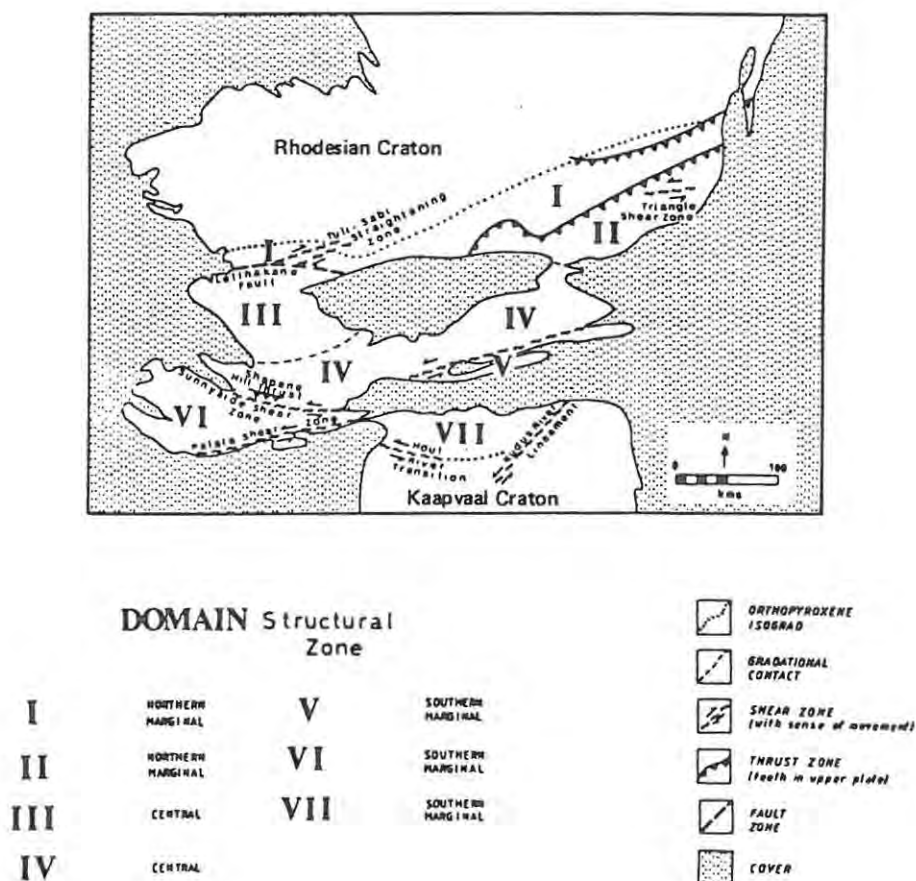 Rhodesian Craton
I
Triangle
Shear Zone
II
Tuli-Sabi
Straightening
Zone
I
Letlhakane
Fault
III
IV
IV
V
Shapane
Hill Thrust
Sunnyside Shear
Zone
VI
Palala Shear Zone
VII
Hout
River
Transition
Lineament
Kaapvaal Craton
N
0 100
kms
DOMAIN Structural
Zone
I NORTHERN MARGINAL V SOUTHERN MARGINAL
II NORTHERN MARGINAL VI SOUTHERN MARGINAL
III CENTRAL VII SOUTHERN MARGINAL
IV CENTRAL
ORTHOPYROXENE
ISOGRAD
GRADATIONAL
CONTACT
SHEAR ZONE
(with sense of movement)
THRUST ZONE
(teeth in upper plate)
FAULT
ZONE
COVER